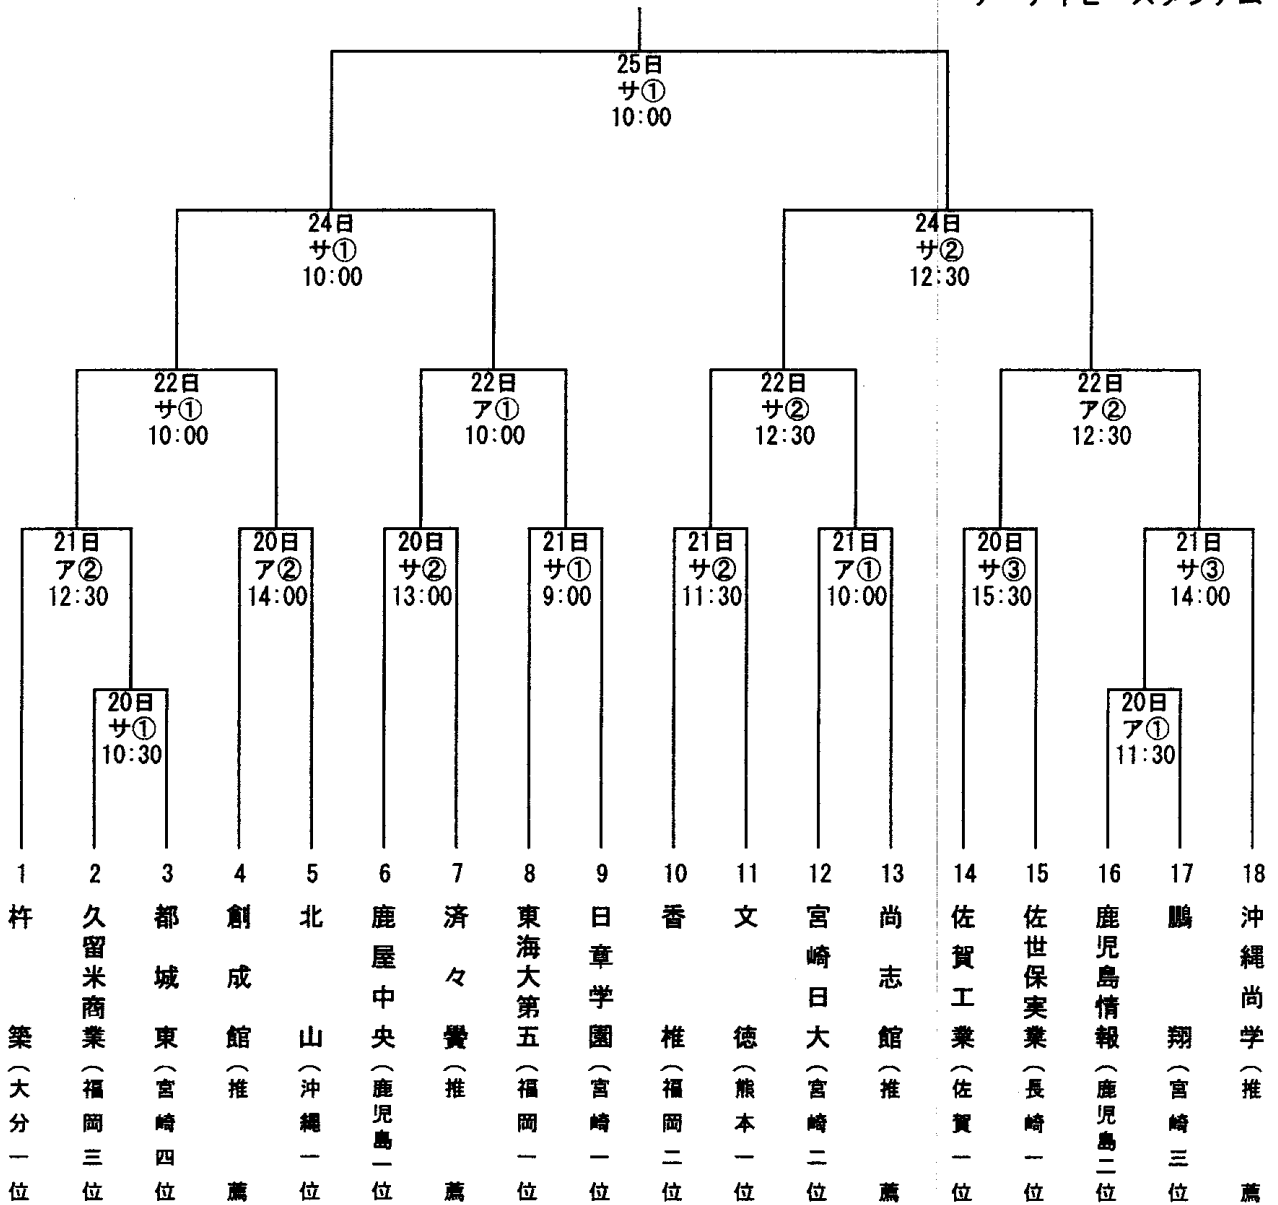 25日
サ①
10:00
24日
サ①
10:00
24日
サ②
12:30
22日
サ①
10:00
22日
ア①
10:00
22日
サ②
12:30
22日
ア②
12:30
21日
ア②
12:30
20日
ア②
14:00
20日
サ②
13:00
21日
サ①
9:00
21日
サ②
11:30
21日
ア①
10:00
20日
サ③
15:30
21日
サ③
14:00
20日
サ①
10:30
20日
ア①
11:30
1 杵築(大分一位
2 久留米商業(福岡三位
3 都城東(宮崎四位
4 創成館(推薦
5 北山(沖縄一位
6 鹿屋中央(鹿児島一位
7 済々黌(推薦
8 東海大第五(福岡一位
9 日章学園(宮崎一位
10 香椎(福岡二位
11 文徳(熊本一位
12 宮崎日大(宮崎二位
13 尚志館(推薦
14 佐賀工業(佐賀一位
15 佐世保実業(長崎一位
16 鹿児島情報(鹿児島二位
17 鵬翔(宮崎三位
18 沖縄尚学(推薦